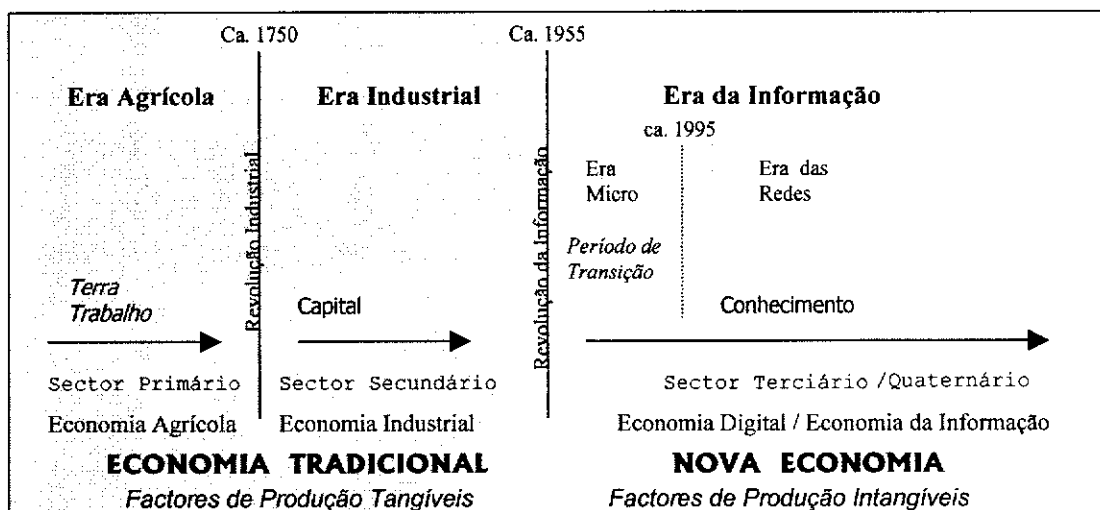 Ca. 1750
Ca. 1955
Era Agrícola
Era Industrial
Era da Informação
ca. 1995
Era Micro
Era das Redes
Revolução Industrial
Revolução da Informação
Período de Transição
Terra
Trabalho
Capital
Conhecimento
Sector Primário
Sector Secundário
Sector Terciário /Quaternário
Economia Agrícola
Economia Industrial
Economia Digital / Economia da Informação
ECONOMIA TRADICIONAL
NOVA ECONOMIA
Factores de Produção Tangíveis
Factores de Produção Intangíveis